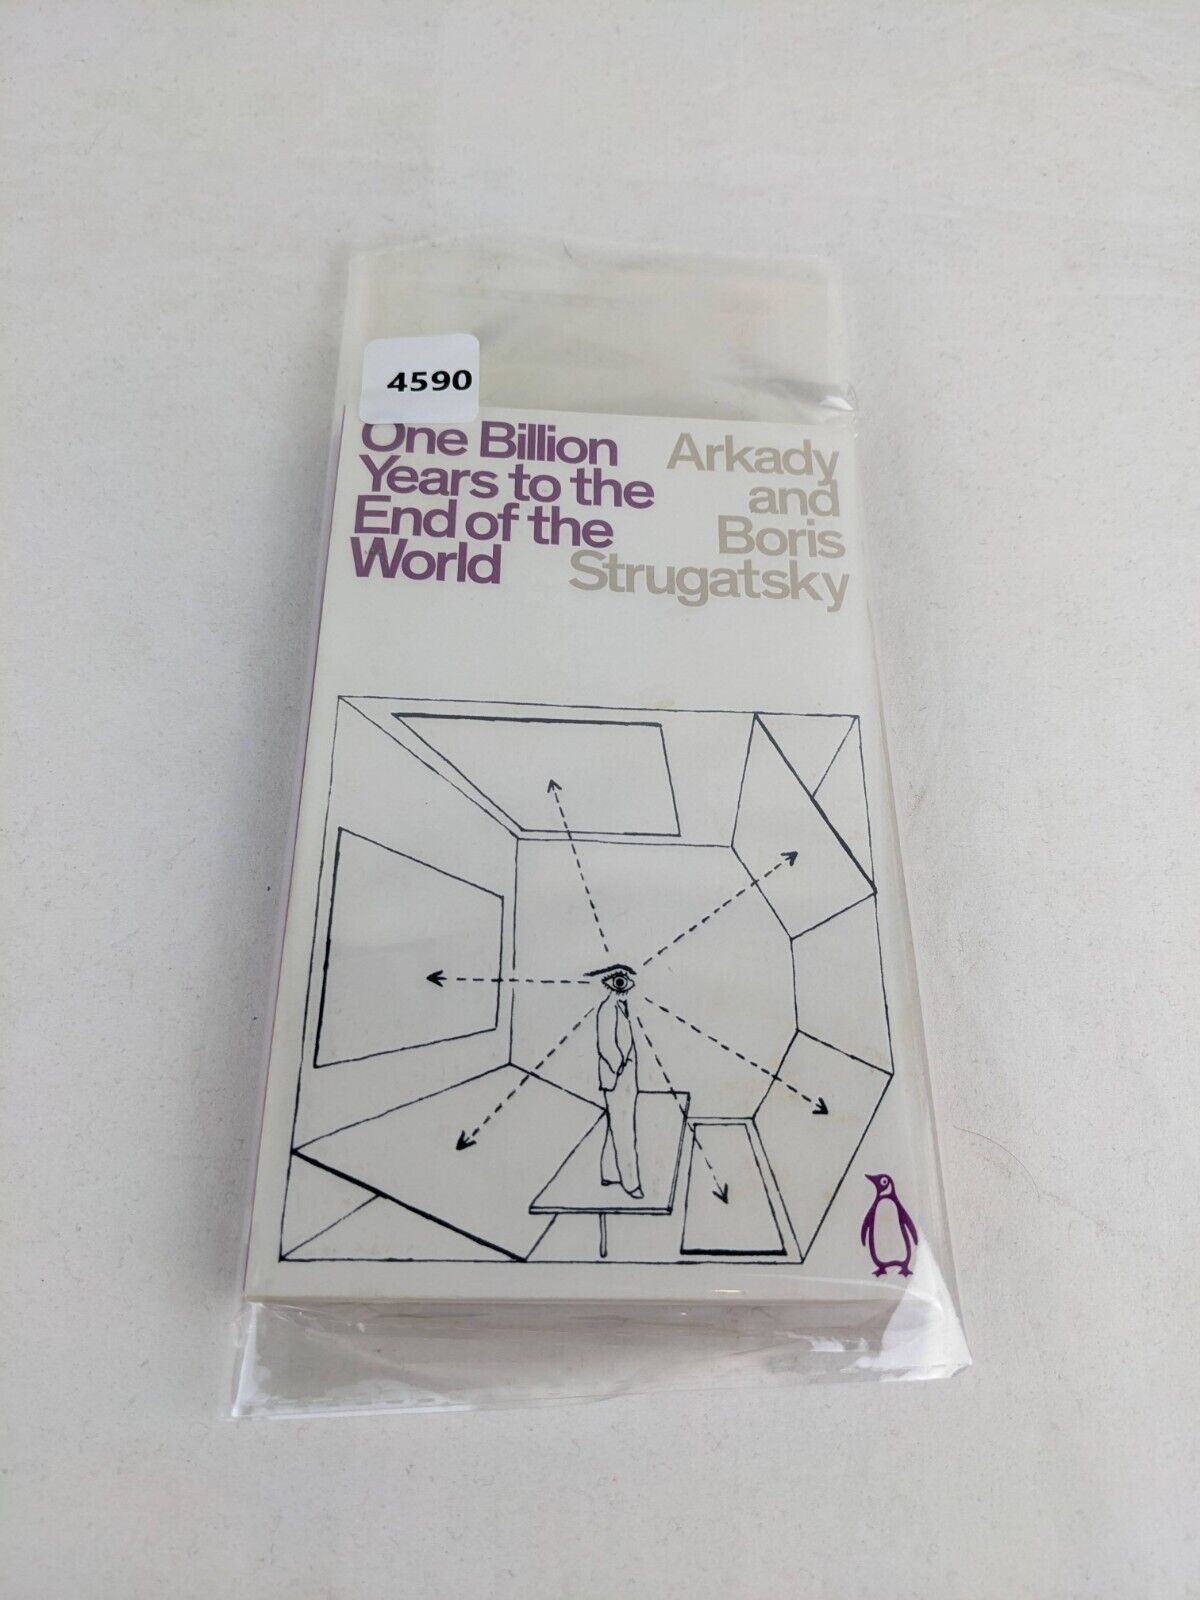 4590
One Billion
Years to the
End of the
World
Arkady
and
Boris
Strugatsky